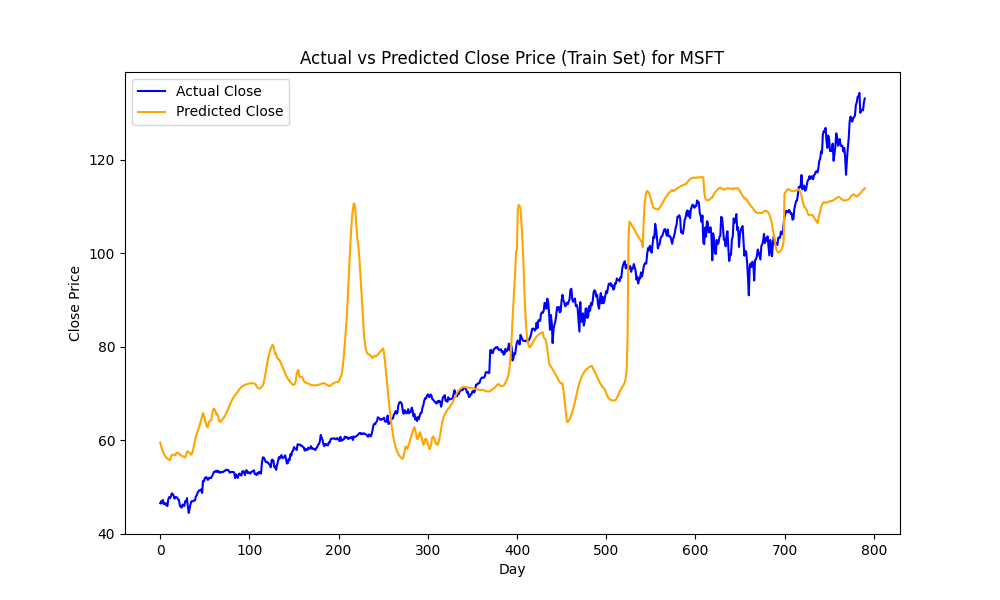 Actual vs Predicted Close Price (Train Set) for MSFT
Actual Close
Predicted Close
Close Price
120
100
80
60
40
0 100 200 300 400 500 600 700 800
Day